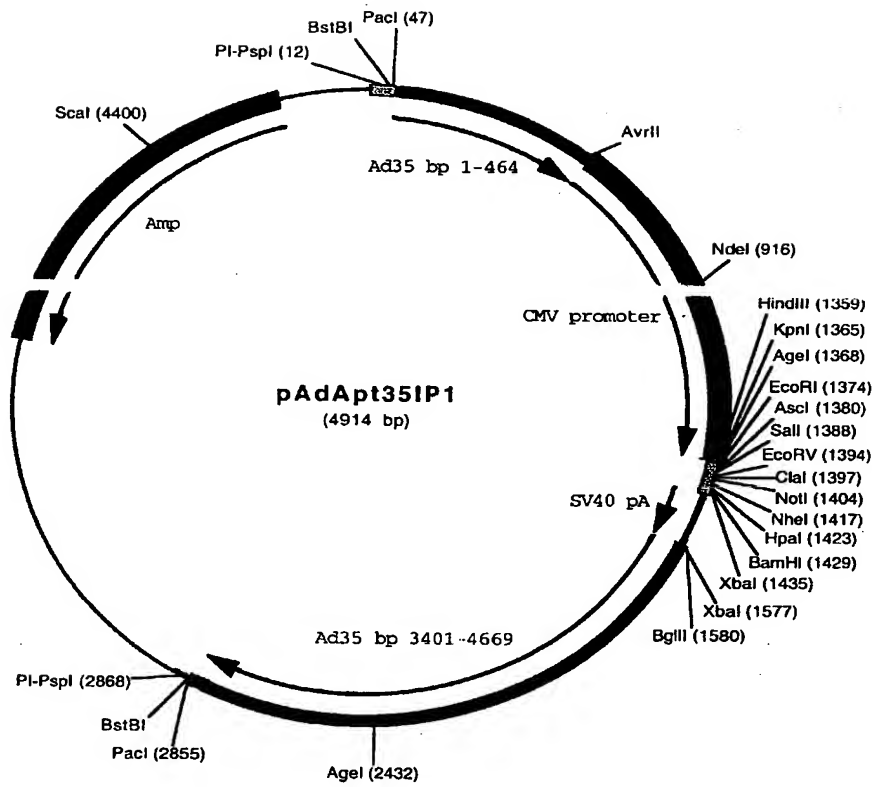 PacI (47)
BstBI
PI-PspI (12)
ScaI (4400)
AvrII
Ad35 bp 1-464
Amp
NdeI (916)
HindIII (1359)
CMV promoter
KpnI (1365)
AgeI (1368)
pAdApt35IP1
EcoRI (1374)
(4914 bp)
AscI (1380)
SalI (1388)
EcoRV (1394)
ClaI (1397)
SV40 pA
NotI (1404)
NheI (1417)
HpaI (1423)
BamHI (1429)
XbaI (1435)
XbaI (1577)
BglII (1580)
Ad35 bp 3401-4669
PI-PspI (2868)
BstBI
PacI (2855)
AgeI (2432)